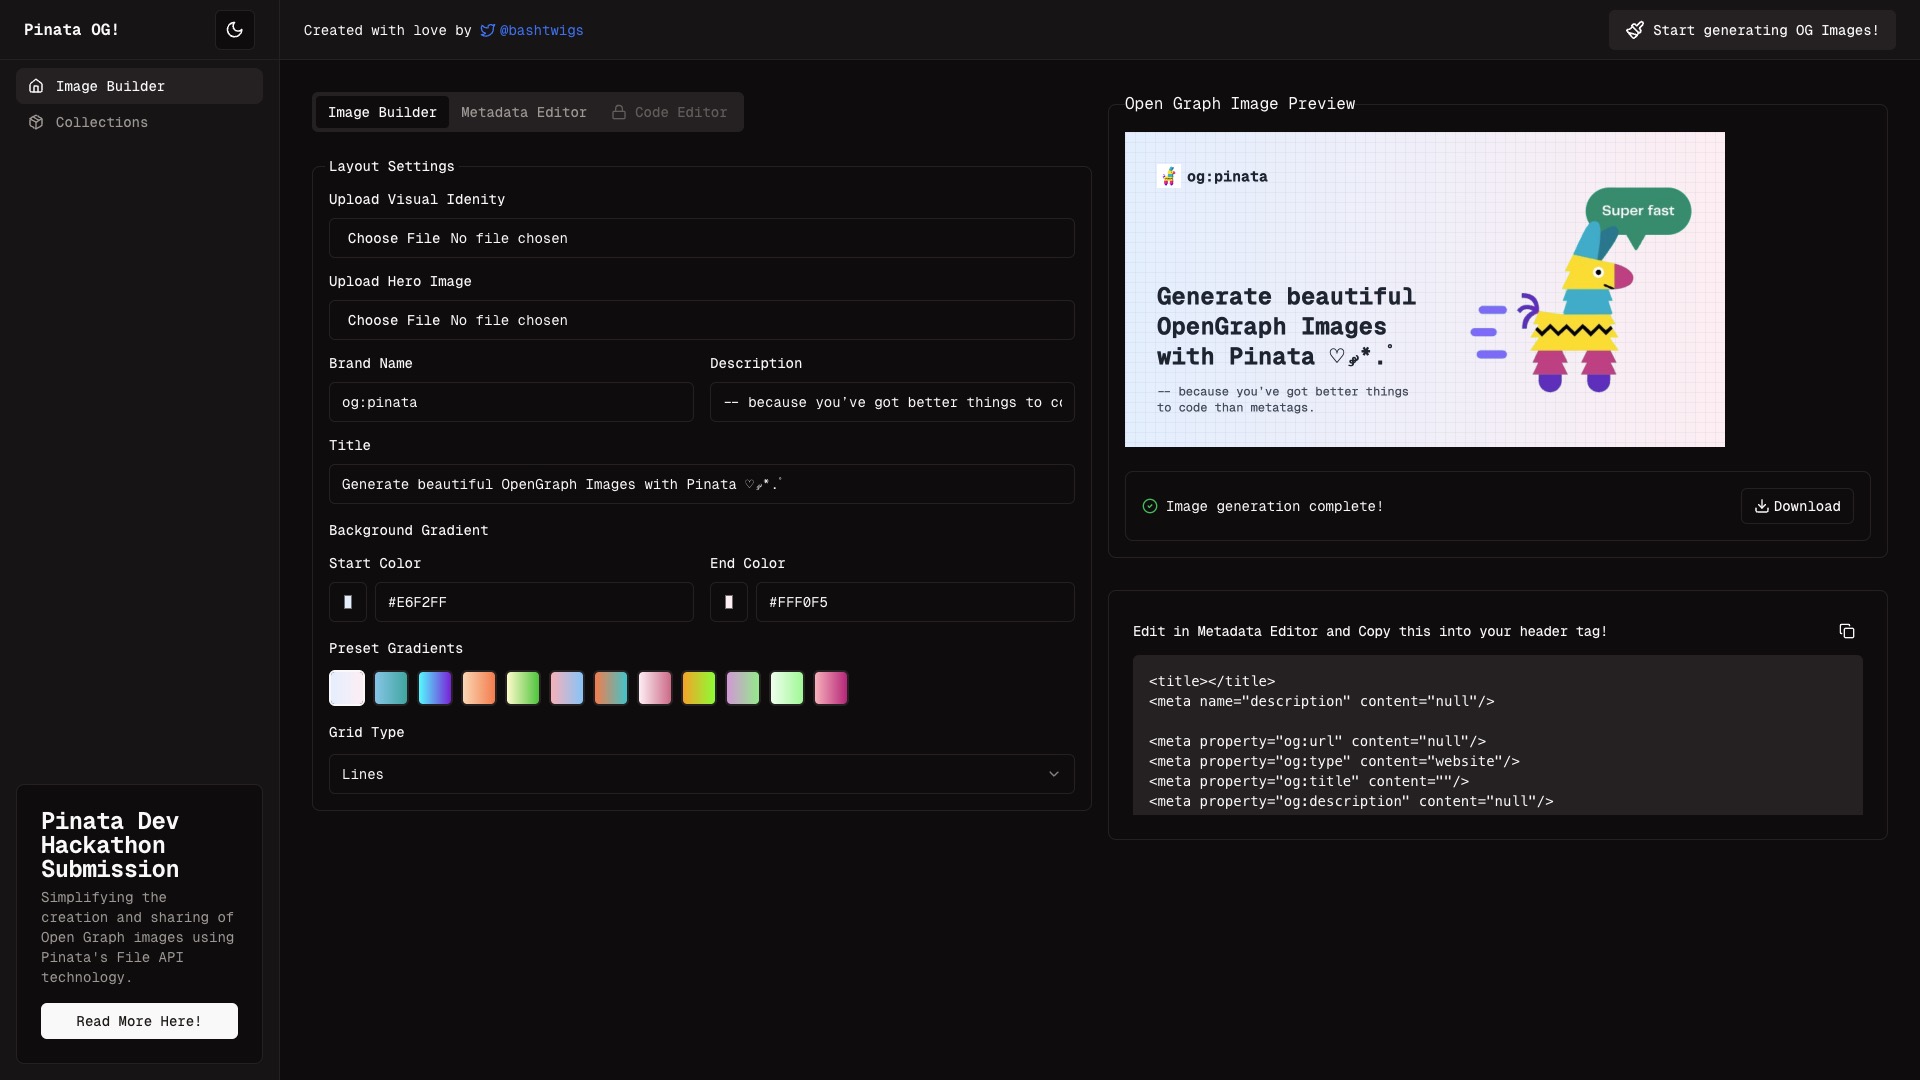 Pinata OG!
Created with love by @bashtwigs
Start generating OG Images!
Image Builder
Collections
Image Builder
Metadata Editor
Code Editor
Layout Settings
Upload Visual Idenity
Choose File No file chosen
Upload Hero Image
Choose File No file chosen
Brand Name
Description
og:pinata
-- because you've got better things to co
Title
Generate beautiful OpenGraph Images with Pinata ♡ﾂ*.ﾟ
Background Gradient
Start Color
End Color
#E6F2FF
#FFF0F5
Preset Gradients
Grid Type
Lines
Open Graph Image Preview
og:pinata
Super fast
Generate beautiful
OpenGraph Images
with Pinata ♡ﾂ*.ﾟ
-- because you've got better things
to code than metatags.
Image generation complete!
Download
Edit in Metadata Editor and Copy this into your header tag!
<title></title>
<meta name="description" content="null"/>
<meta property="og:url" content="null"/>
<meta property="og:type" content="website"/>
<meta property="og:title" content=""/>
<meta property="og:description" content="null"/>
Pinata Dev
Hackathon
Submission
Simplifying the
creation and sharing of
Open Graph images using
Pinata's File API
technology.
Read More Here!